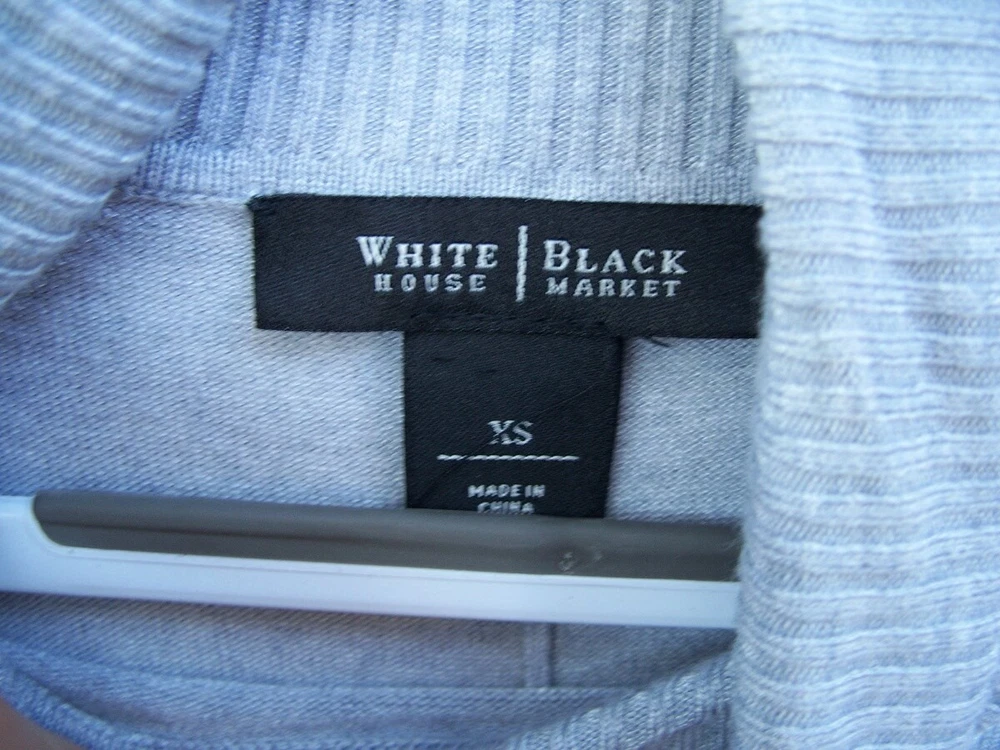 WHITE | BLACK
HOUSE | MARKET
XS
MADE IN
CHINA